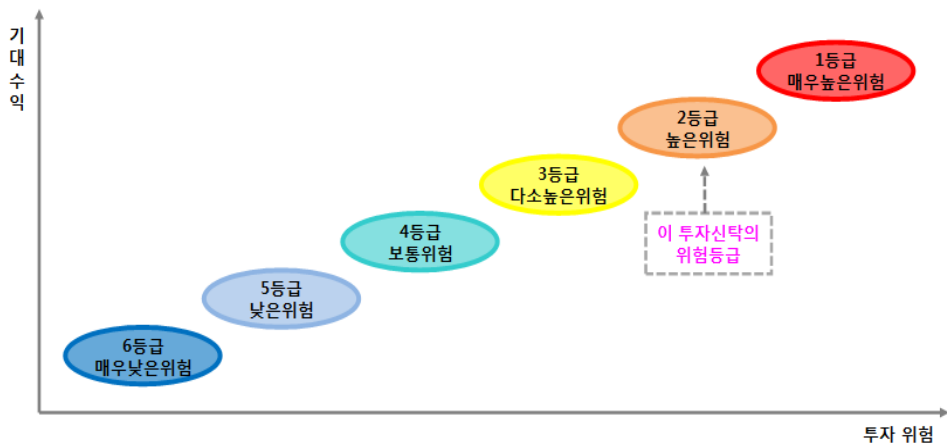 기
대
수
익
1등급
매우높은위험
2등급
높은위험
3등급
다소높은위험
이 투자신탁의
위험등급
4등급
보통위험
5등급
낮은위험
6등급
매우낮은위험
투자 위험